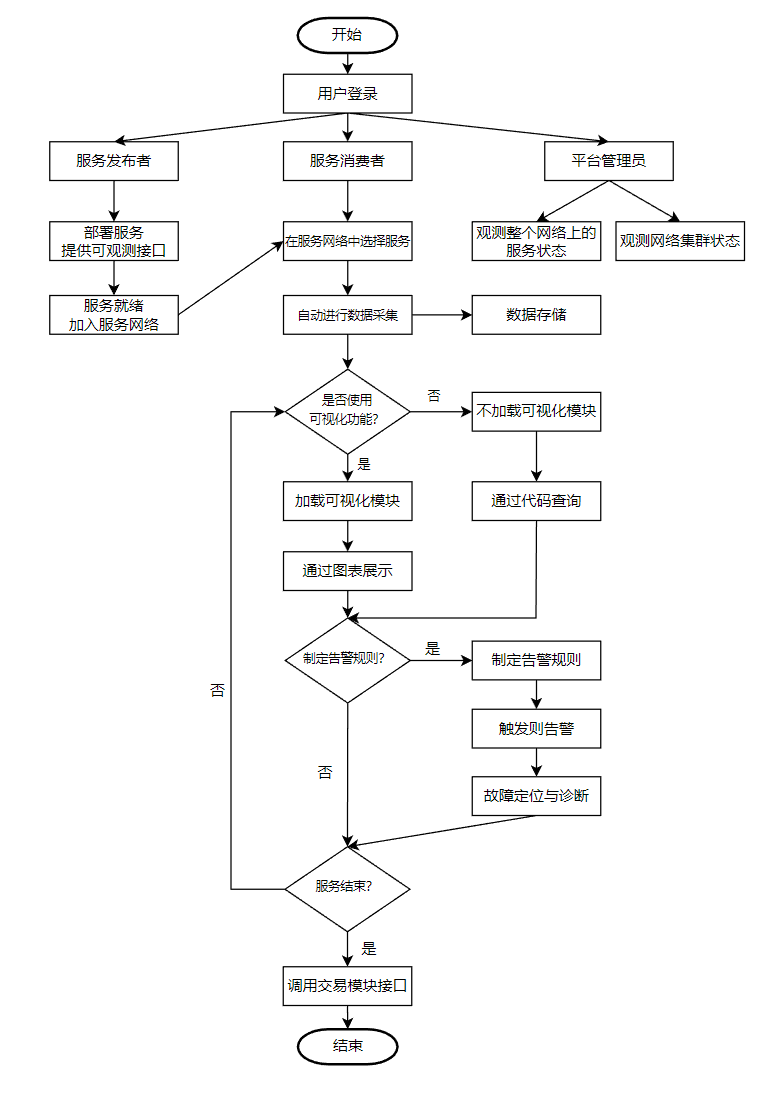 开始
用户登录
服务发布者
服务消费者
平台管理员
部署服务
提供可观测接口
在服务网络中选择服务
观测整个网络上的
服务状态
观测网络集群状态
服务就绪
加入服务网络
自动进行数据采集
数据存储
是否使用
可视化功能?
否
不加载可视化模块
是
加载可视化模块
通过代码查询
通过图表展示
制定告警规则?
是
制定告警规则
否
触发则告警
否
故障定位与诊断
服务结束?
是
调用交易模块接口
结束